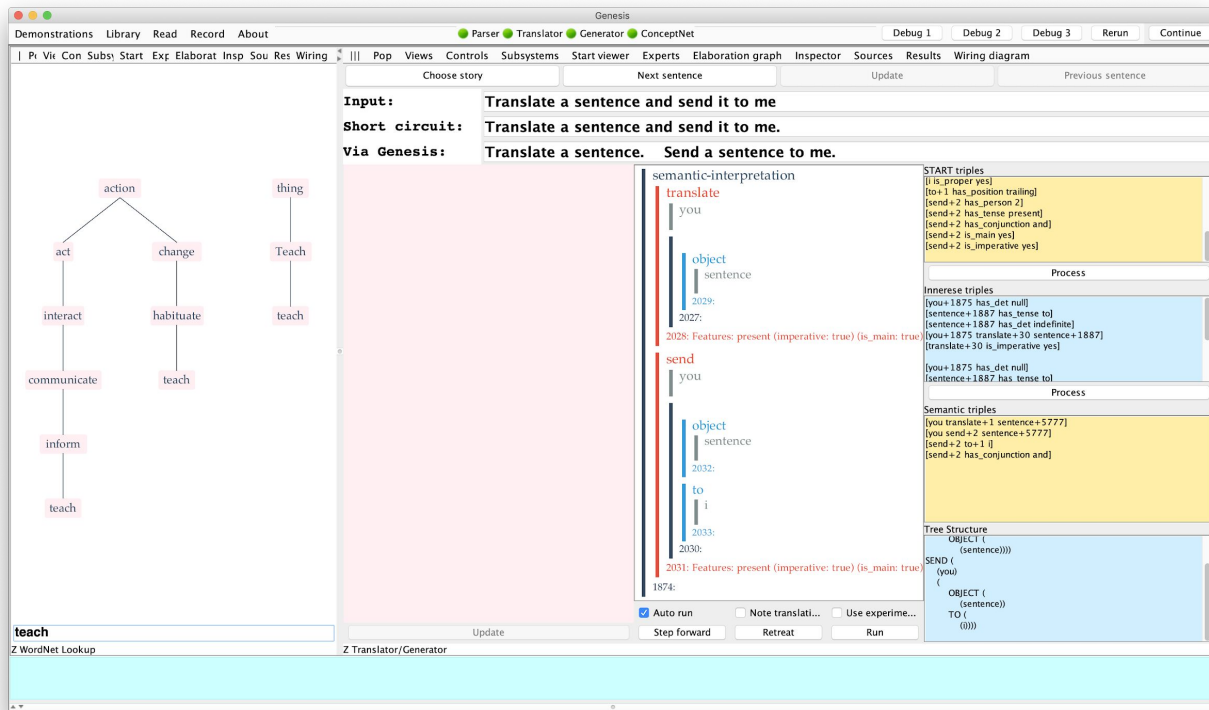 Genesis
Demonstrations Library Read Record About
Parser Translator Generator ConceptNet
Debug 1 Debug 2 Debug 3 Rerun Continue
Con Subs Start Exp Elaborat Insp Sou Res Wiring
||| Pop Views Controls Subsystems Start viewer Experts Elaboration graph Inspector Sources Results Wiring diagram
Choose story Next sentence Update Previous sentence
Input: Translate a sentence and send it to me
Short circuit: Translate a sentence and send it to me.
Via Genesis: Translate a sentence. Send a sentence to me.
action thing
act change Teach
interact habituate teach
communicate teach
inform
teach
teach
Z WordNet Lookup
semantic-interpretation
translate
you
object
sentence
2029:
2027:
2028: Features: present (imperative: true) (is_main: true)
send
you
object
sentence
2032:
to
i
2033:
2030:
2031: Features: present (imperative: true) (is_main: true)
1874:
Auto run Note translati... Use experime...
Update Step forward Retreat Run
Z Translator/Generator
START triples
[i is_proper yes]
[to+1 has_position trailing]
[send+2 has_person 2]
[send+2 has_tense present]
[send+2 has_conjunction and]
[send+2 is_main yes]
[send+2 is_imperative yes]
Process
Innerese triples
[you+1875 has_det null]
[sentence+1887 has_tense to]
[sentence+1887 has_det indefinite]
[you+1875 translate+30 sentence+1887]
[translate+30 is_imperative yes]
[you+1875 has_det null]
[sentence+1887 has_tense to]
Process
Semantic triples
[you translate+1 sentence+5777]
[you send+2 sentence+5777]
[send+2 to+1 i]
[send+2 has_conjunction and]
Tree Structure
OBJECT (
(sentence))))
SEND (
(you)
(
OBJECT (
(sentence))
TO (
(i))))